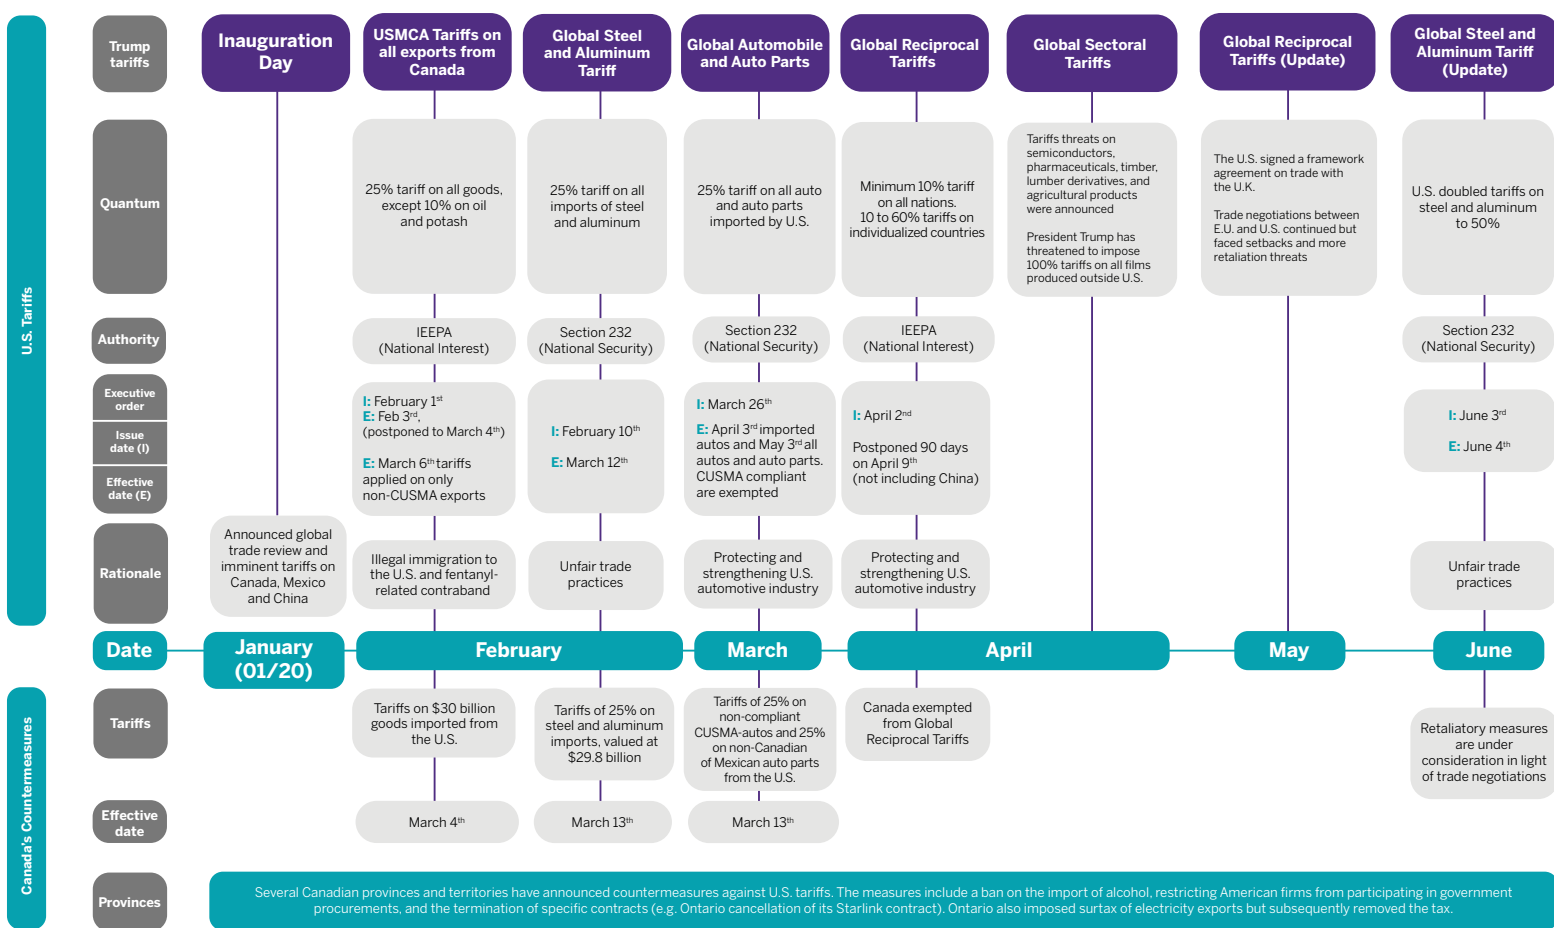 U.S. Tariffs
Trump
tariffs
Inauguration
Day
USMCA Tariffs on
all exports from
Canada
Global Steel
and Aluminum
Tariff
Global Automobile
and Auto Parts
Global Reciprocal
Tariffs
Global Sectoral
Tariffs
Global Reciprocal
Tariffs (Update)
Global Steel and
Aluminum Tariff
(Update)
Quantum
25% tariff on all goods,
except 10% on oil
and potash
25% tariff on all
imports of steel
and aluminum
25% tariff on all auto
and auto parts
imported by U.S.
Minimum 10% tariff
on all nations.
10 to 60% tariffs on
individualized countries
Tariffs threats on
semiconductors,
pharmaceuticals, timber,
lumber derivatives, and
agricultural products
were announced
President Trump has
threatened to impose
100% tariffs on all films
produced outside U.S.
The U.S. signed a framework
agreement on trade with
the U.K.
Trade negotiations between
E.U. and U.S. continued but
faced setbacks and more
retaliation threats
U.S. doubled tariffs on
steel and aluminum
to 50%
Authority
IEEPA
(National Interest)
Section 232
(National Security)
Section 232
(National Security)
IEEPA
(National Interest)
Section 232
(National Security)
Executive
order
Issue
date (I)
Effective
date (E)
I: February 1st
E: Feb 3rd,
(postponed to March 4th)
E: March 6th tariffs
applied on only
non-CUSMA exports
I: February 10th
E: March 12th
I: March 26th
E: April 3rd imported
autos and May 3rd all
autos and auto parts.
CUSMA compliant
are exempted
I: April 2nd
Postponed 90 days
on April 9th
(not including China)
I: June 3rd
E: June 4th
Rationale
Announced global
trade review and
imminent tariffs on
Canada, Mexico
and China
Illegal immigration to
the U.S. and fentanyl-
related contraband
Unfair trade
practices
Protecting and
strengthening U.S.
automotive industry
Protecting and
strengthening U.S.
automotive industry
Unfair trade
practices
Date
January
(01/20)
February
March
April
May
June
Canada's Countermeasures
Tariffs
Tariffs on $30 billion
goods imported from
the U.S.
Tariffs of 25% on
steel and aluminum
imports, valued at
$29.8 billion
Tariffs of 25% on
non-compliant
CUSMA-autos and 25%
on non-Canadian
of Mexican auto parts
from the U.S.
Canada exempted
from Global
Reciprocal Tariffs
Retaliatory measures
are under
consideration in light
of trade negotiations
Effective
date
March 4th
March 13th
March 13th
Provinces
Several Canadian provinces and territories have announced countermeasures against U.S. tariffs. The measures include a ban on the import of alcohol, restricting American firms from participating in government
procurements, and the termination of specific contracts (e.g. Ontario cancellation of its Starlink contract). Ontario also imposed surtax of electricity exports but subsequently removed the tax.